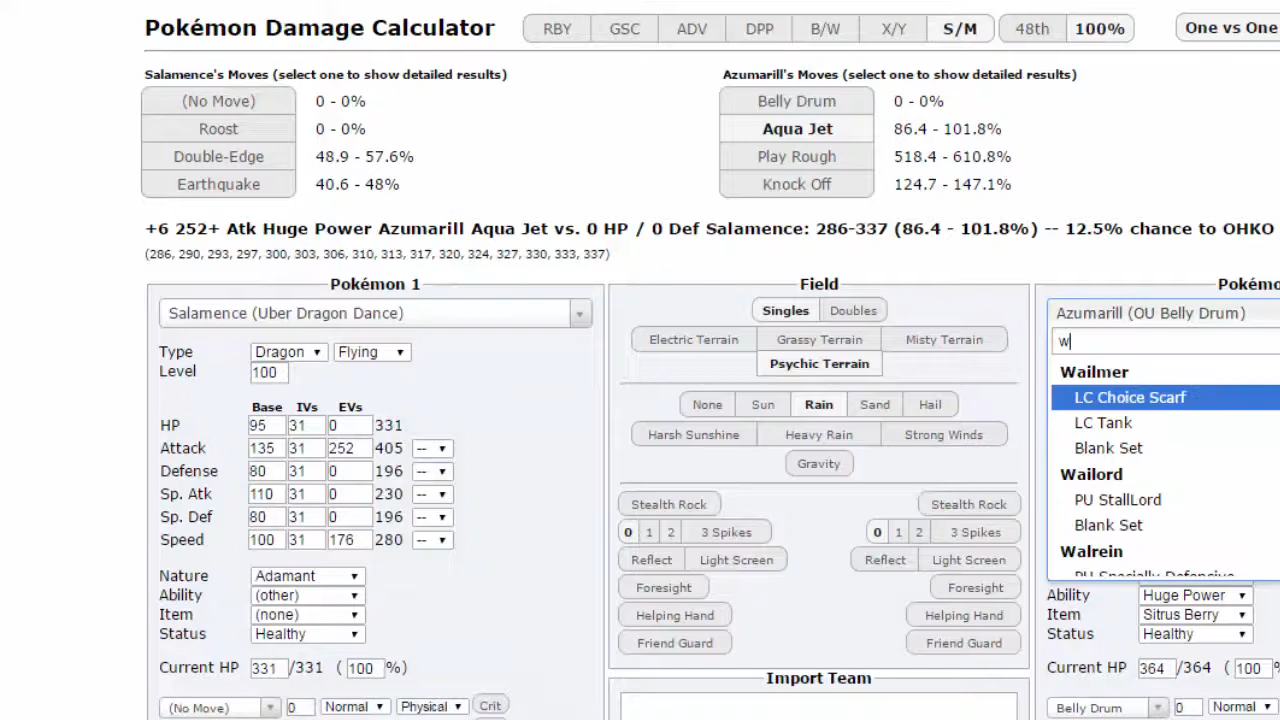 Pokémon Damage Calculator RBY GSC ADV DPP B/W X/Y S/M 48th 100% One vs One
Salamence's Moves (select one to show detailed results) Azumarill's Moves (select one to show detailed results)
(No Move) 0 - 0% Belly Drum 0 - 0%
Roost 0 - 0% Aqua Jet 86.4 - 101.8%
Double-Edge 48.9 - 57.6% Play Rough 518.4 - 610.8%
Earthquake 40.6 - 48% Knock Off 124.7 - 147.1%
+6 252+ Atk Huge Power Azumarill Aqua Jet vs. 0 HP / 0 Def Salamence: 286-337 (86.4 - 101.8%) -- 12.5% chance to OHKO
(286, 290, 293, 297, 300, 303, 306, 310, 313, 317, 320, 324, 327, 330, 333, 337)
Pokémon 1
Salamence (Uber Dragon Dance)
Type Dragon Flying
Level 100
Base IVs EVs
HP 95 31 0 331
Attack 135 31 252 405 --
Defense 80 31 0 196 --
Sp. Atk 110 31 0 230 --
Sp. Def 80 31 0 196 --
Speed 100 31 176 280 --
Nature Adamant
Ability (other)
Item (none)
Status Healthy
Current HP 331/331 (100%)
(No Move) 0 Normal Physical Crit
Field
Singles Doubles
Electric Terrain Grassy Terrain Misty Terrain
Psychic Terrain
None Sun Rain Sand Hail
Harsh Sunshine Heavy Rain Strong Winds
Gravity
Stealth Rock Stealth Rock
0 1 2 3 Spikes 0 1 2 3 Spikes
Reflect Light Screen Reflect Light Screen
Foresight Foresight
Helping Hand Helping Hand
Friend Guard Friend Guard
Import Team
Azumarill (OU Belly Drum)
w
Wailmer
LC Choice Scarf
LC Tank
Blank Set
Wailord
PU StallLord
Blank Set
Walrein
PU Specially Defensive
Ability Huge Power
Item Sitrus Berry
Status Healthy
Current HP 364/364 (100
Belly Drum 0 Normal